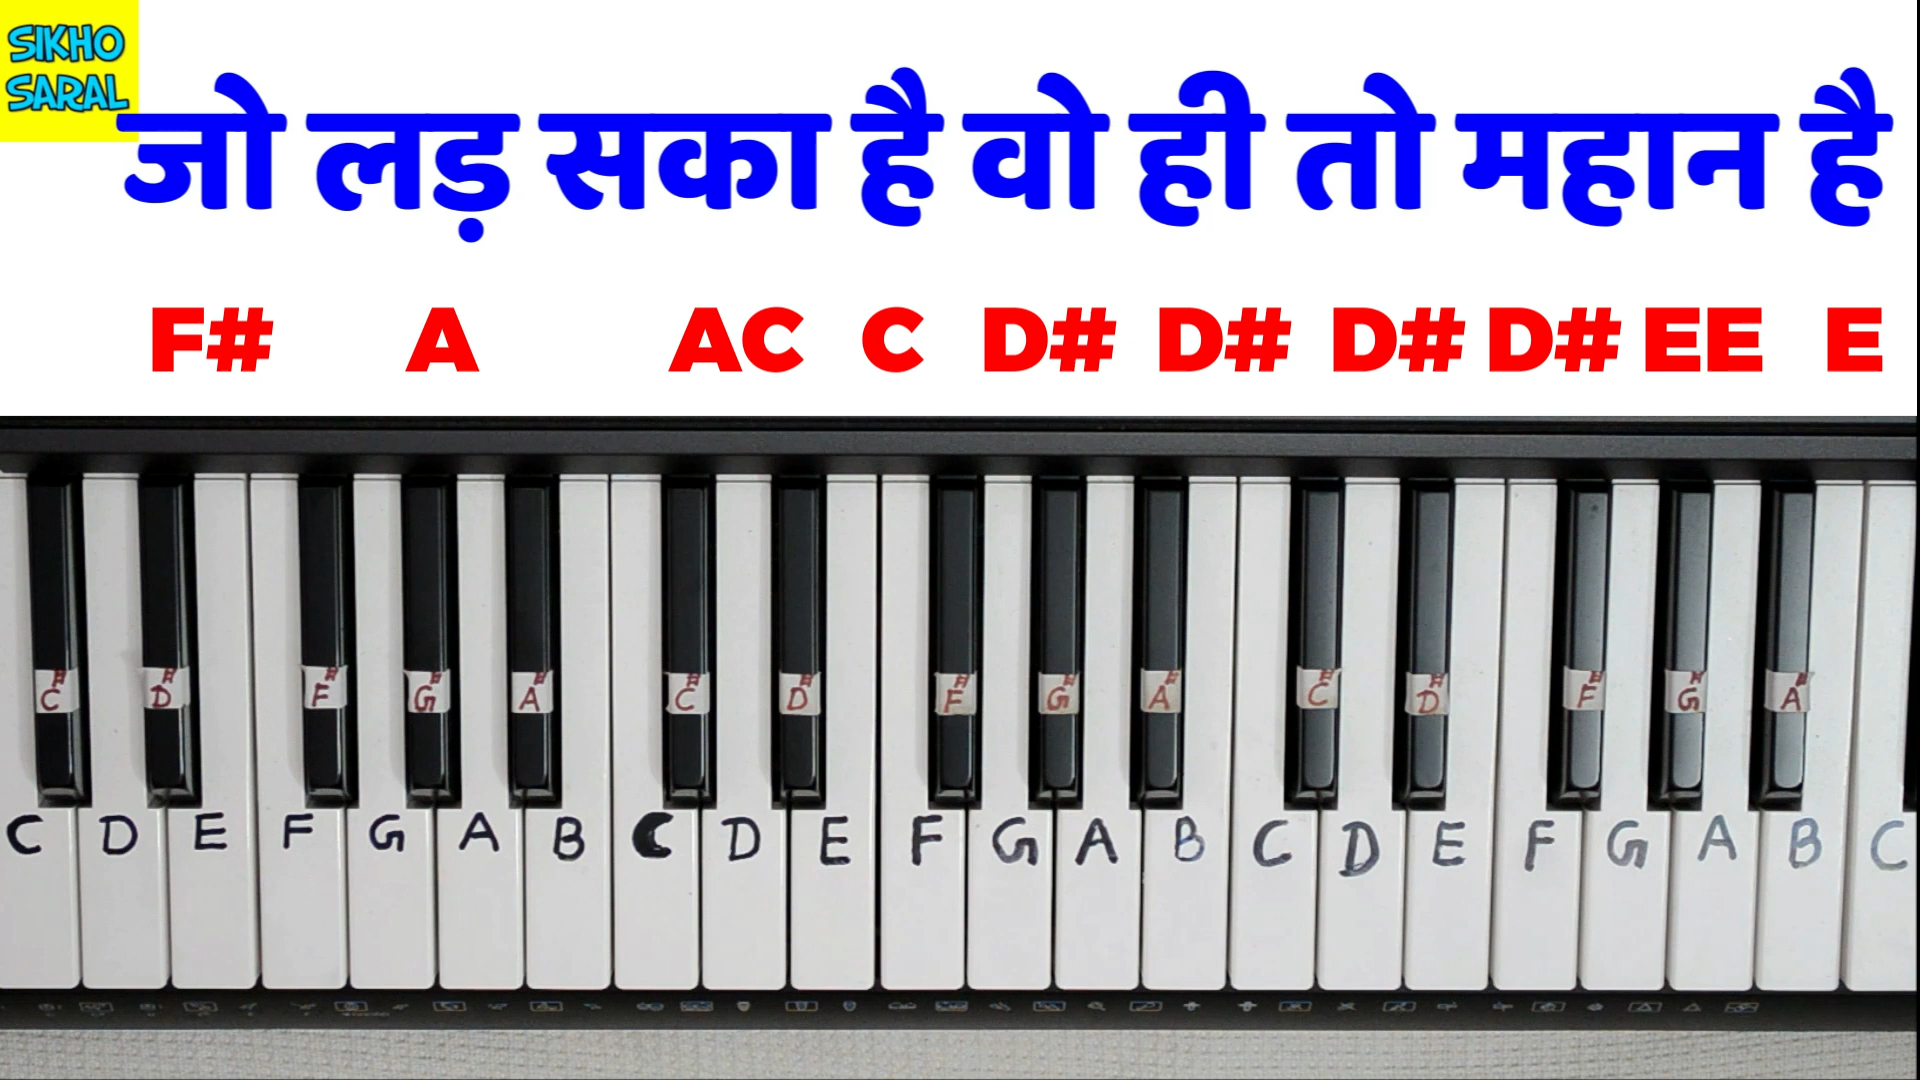 SIKHO
SARAL
जो लड़ सका है वो ही तो महान है
F# A AC C D# D# D# D# EE E
C# D# F# G# A# C# D# F# G# A# C# D# F# G# A#
C D E F G A B C D E F G A B C D E F G A B C